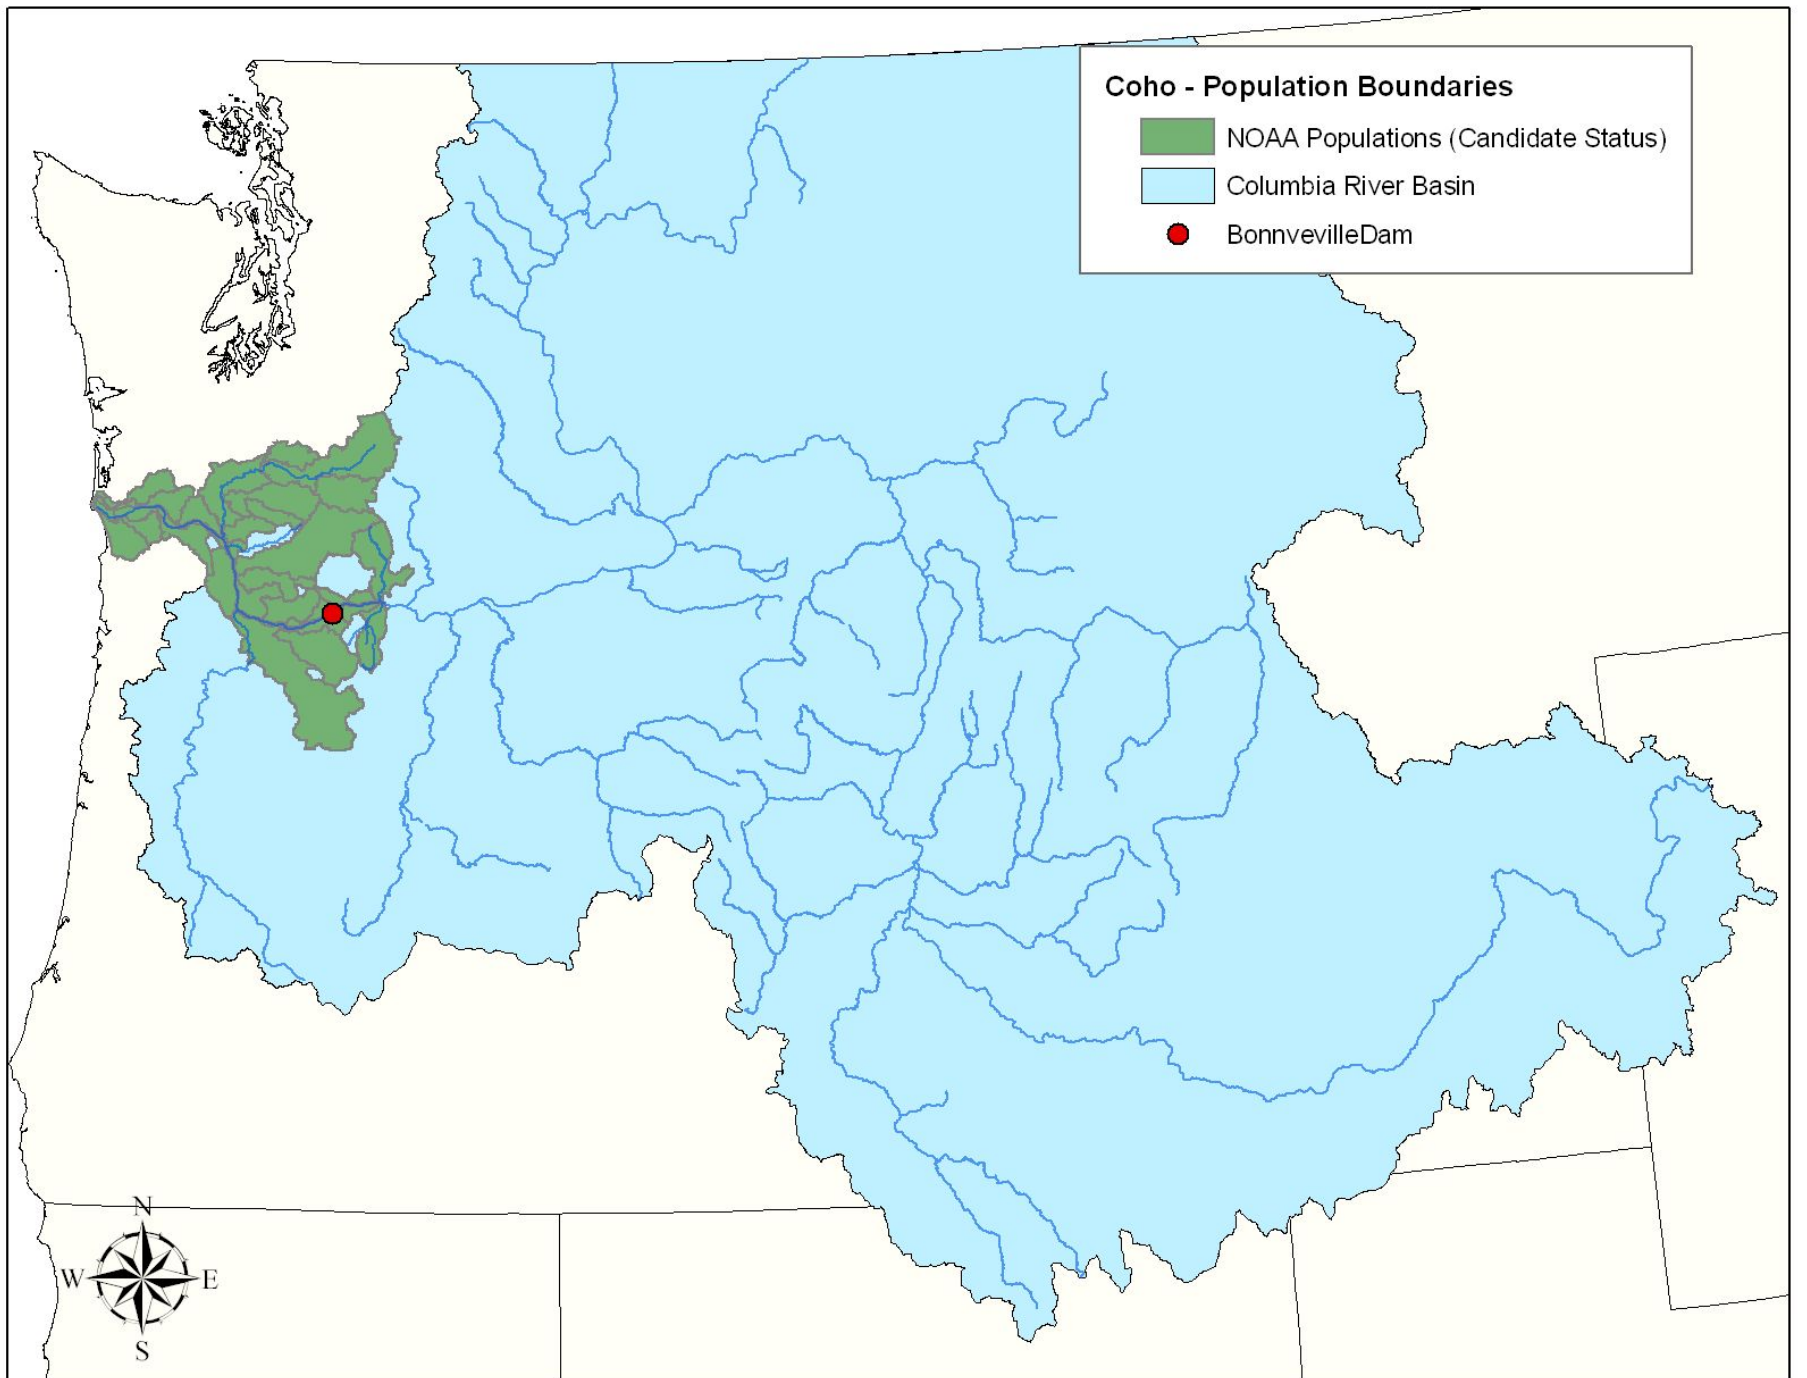 Coho - Population Boundaries
NOAA Populations (Candidate Status)
Columbia River Basin
BonnvevilleDam
N
W E
S